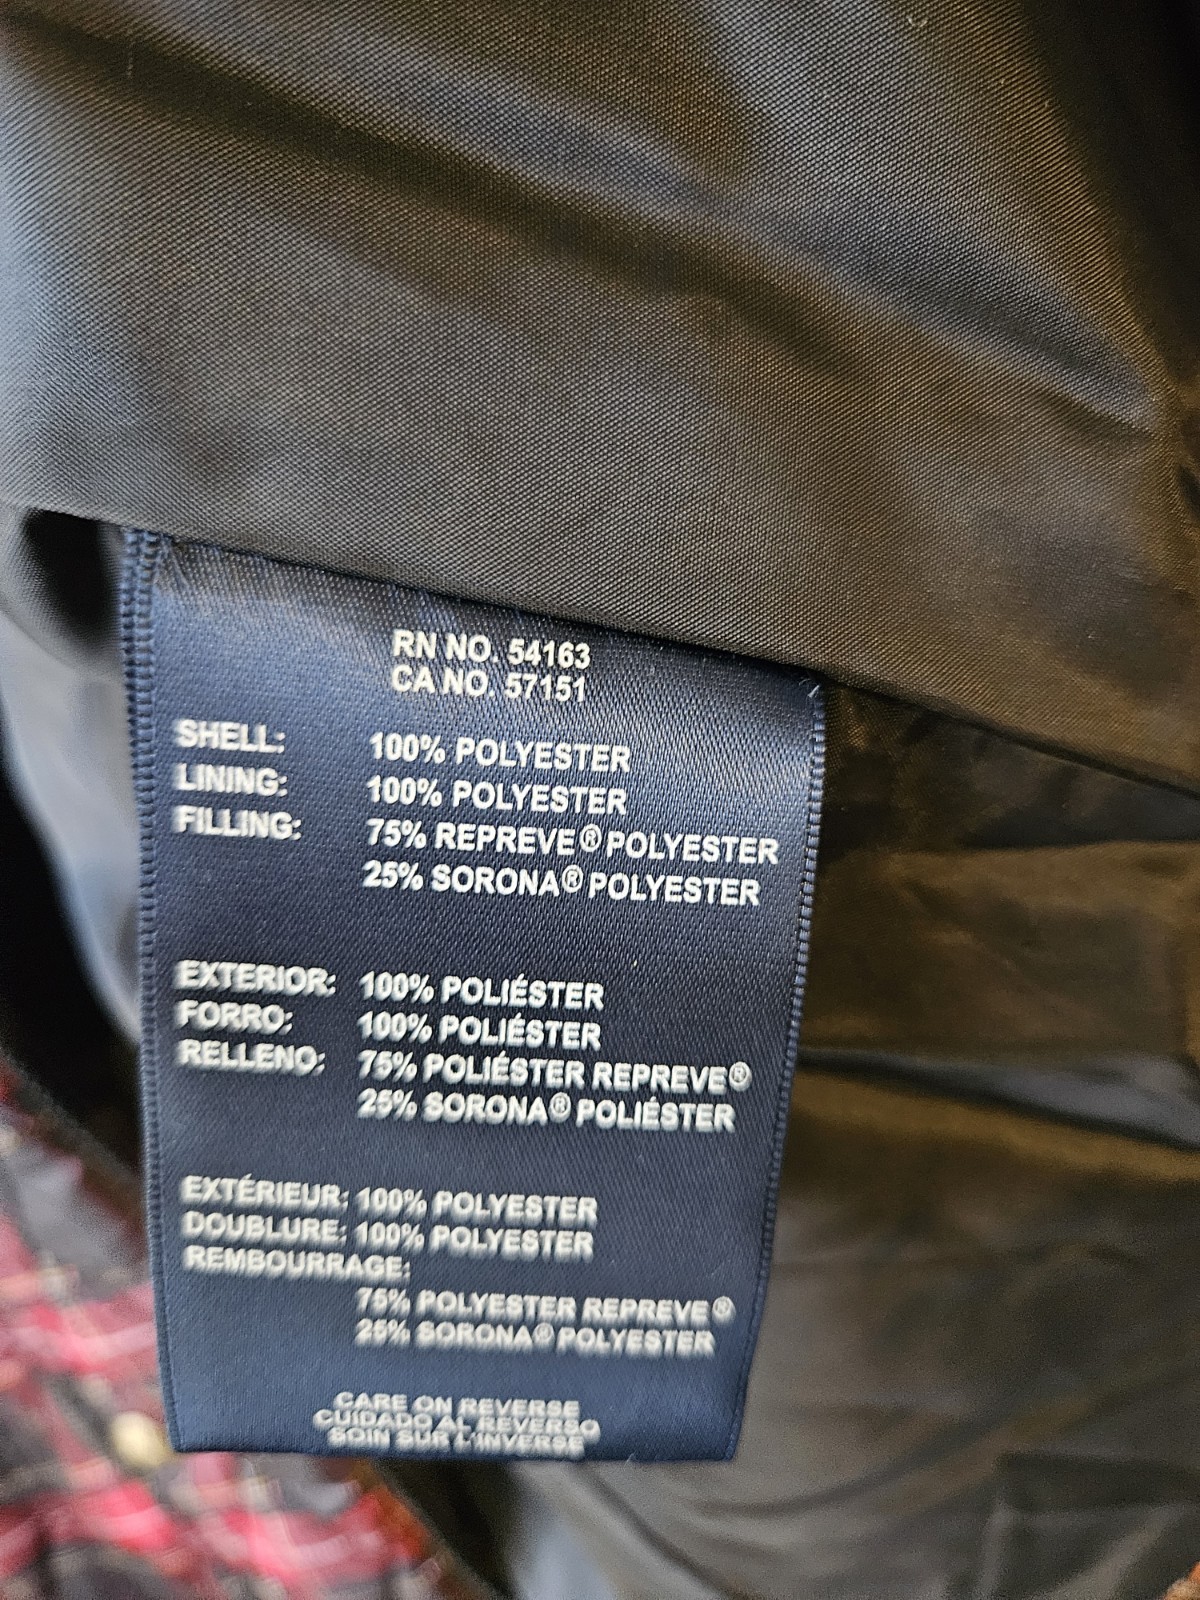 RN NO. 54163
CA NO. 57151
SHELL: 100% POLYESTER
LINING: 100% POLYESTER
FILLING: 75% REPREVE® POLYESTER
25% SORONA® POLYESTER
EXTERIOR: 100% POLIÉSTER
FORRO: 100% POLIÉSTER
RELLENO: 75% POLIÉSTER REPREVE®
25% SORONA® POLIÉSTER
EXTÉRIEUR: 100% POLYESTER
DOUBLURE: 100% POLYESTER
REMBOURRAGE:
75% POLYESTER REPREVE®
25% SORONA® POLYESTER
CARE ON REVERSE
CUIDADO AL REVERSO
SOIN SUR L'INVERSE